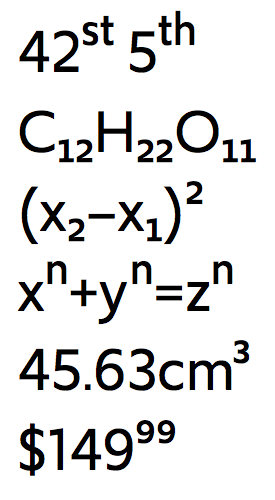 42ˢᵗ 5ᵗʰ
C₁₂H₂₂O₁₁
(x₂–x₁)²
xⁿ+yⁿ=zⁿ
45.63cm³
$149⁹⁹